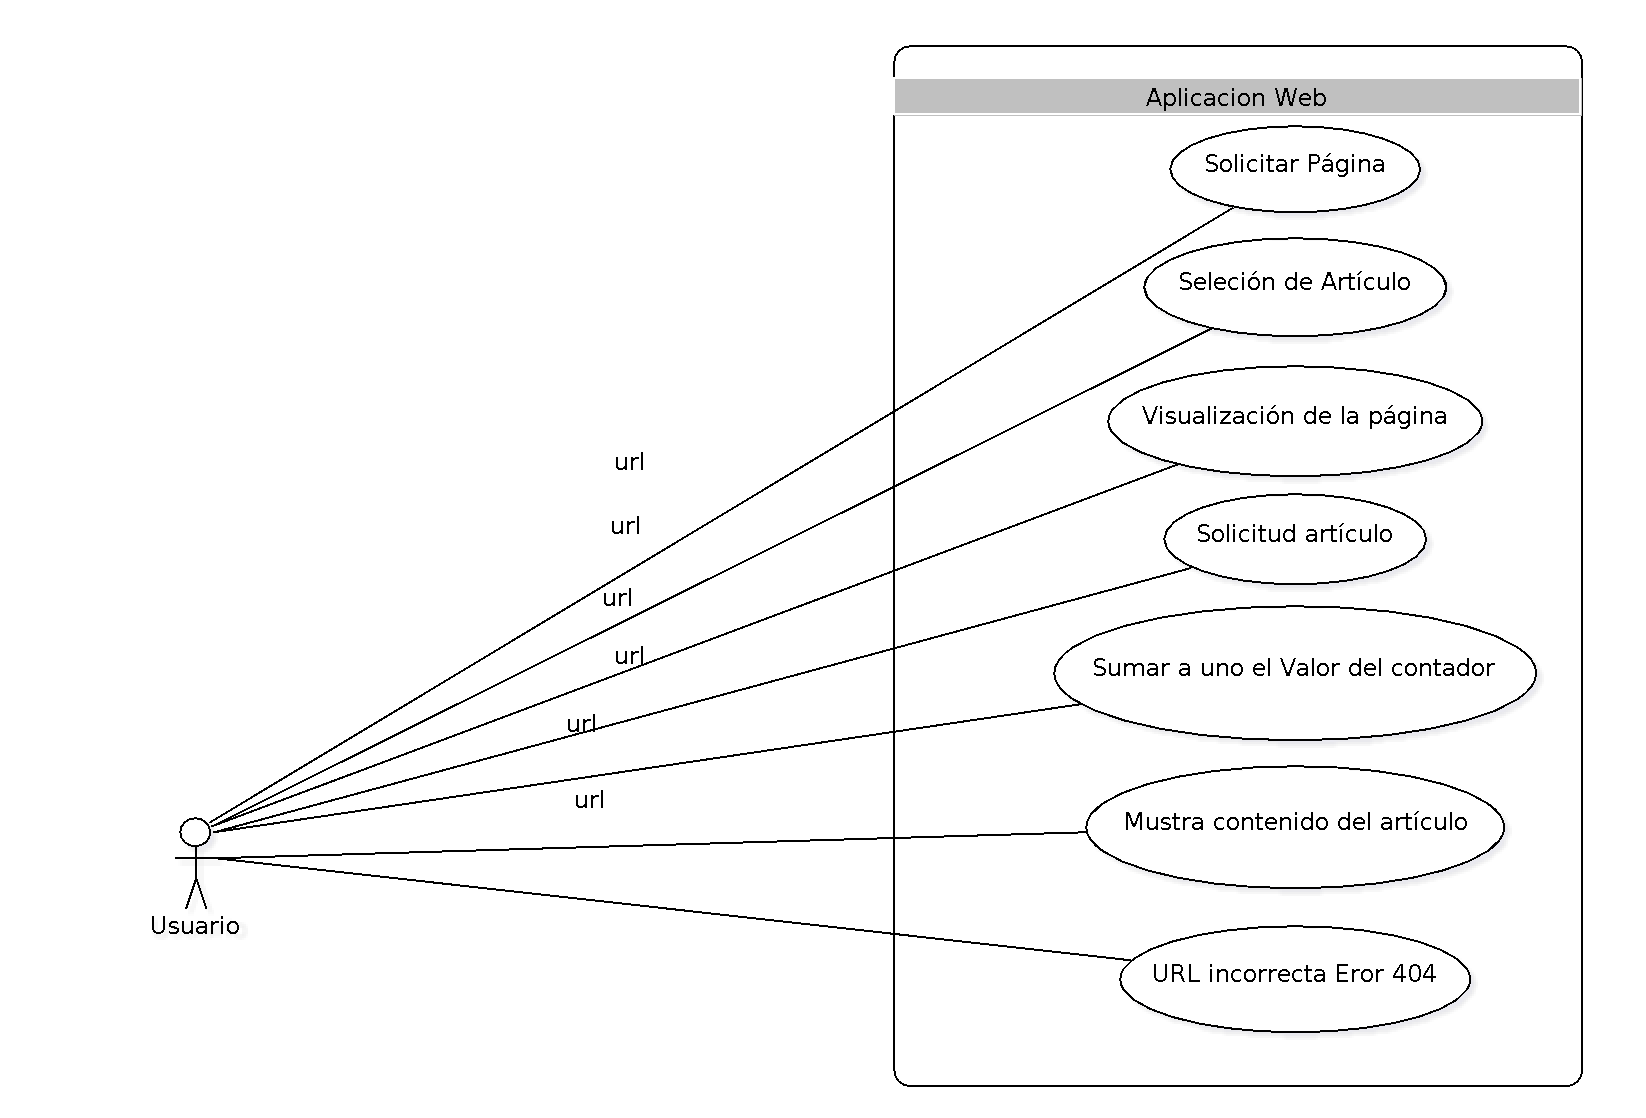 Aplicacion Web
Solicitar Página
Seleción de Artículo
Visualización de la página
url
url
Solicitud artículo
url
url
Sumar a uno el Valor del contador
url
url
Mustra contenido del artículo
Usuario
URL incorrecta Eror 404